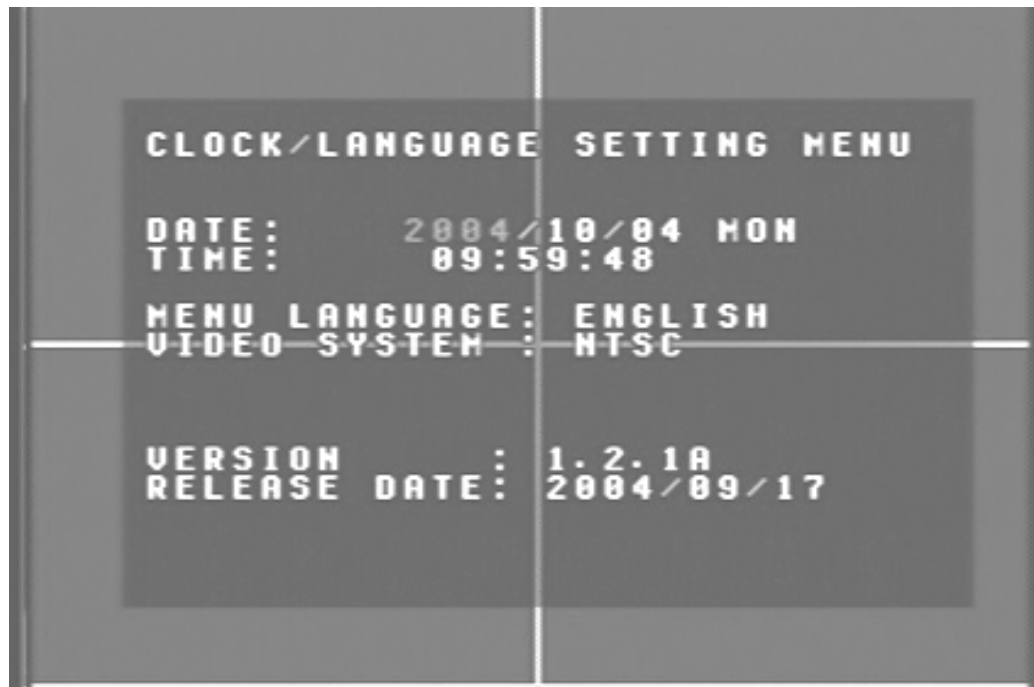 CLOCK/LANGUAGE SETTING MENU
DATE: 2004/10/04 MON
TIME: 09:59:48
MENU LANGUAGE: ENGLISH
VIDEO SYSTEM : NTSC
VERSION : 1.2.1A
RELEASE DATE: 2004/09/17